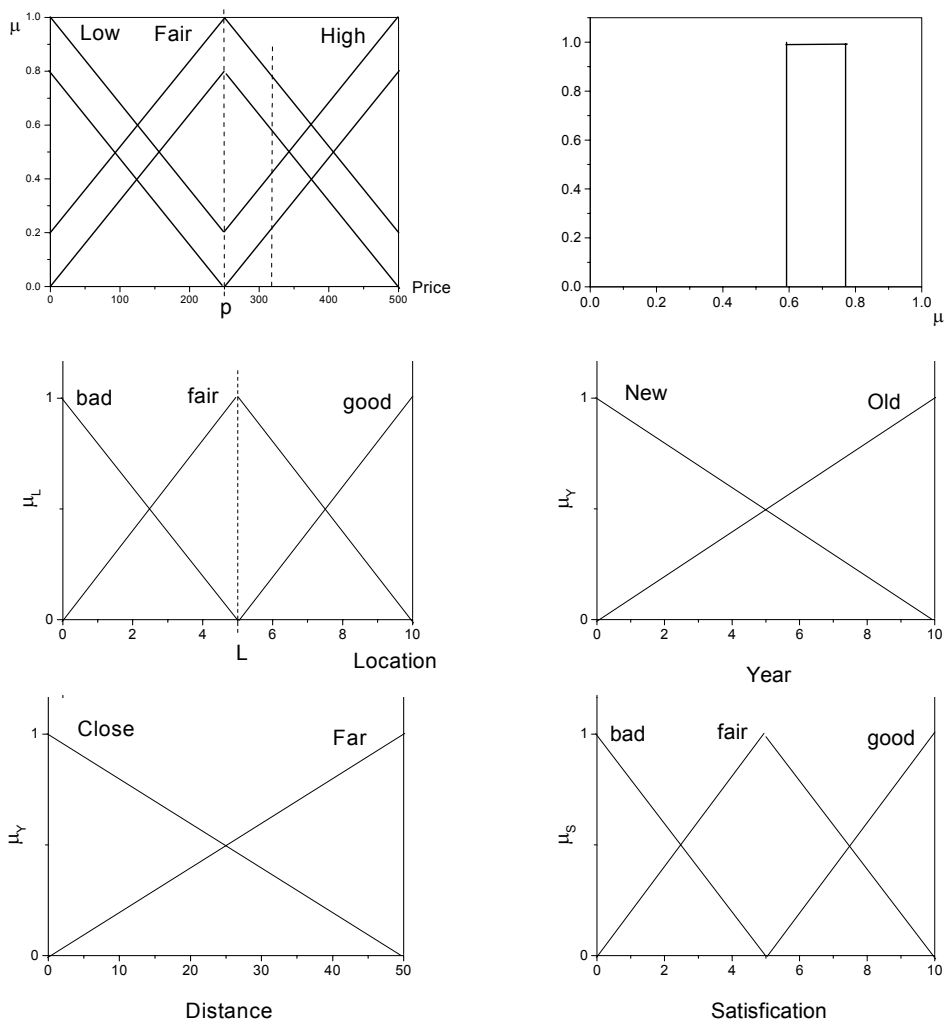 μ
Low Fair High
1.0
0.8
0.6
0.4
0.2
0.0
0 100 200 300 400 500
Price
p
1.0
0.8
0.6
0.4
0.2
0.0
0.0 0.2 0.4 0.6 0.8 1.0
μ
bad fair good
1
μL
0
0 2 4 6 8 10
L
Location
New Old
1
μY
0
0 2 4 6 8 10
Year
Close Far
1
μY
0
0 10 20 30 40 50
Distance
bad fair good
1
μS
0
0 2 4 6 8 10
Satisfication